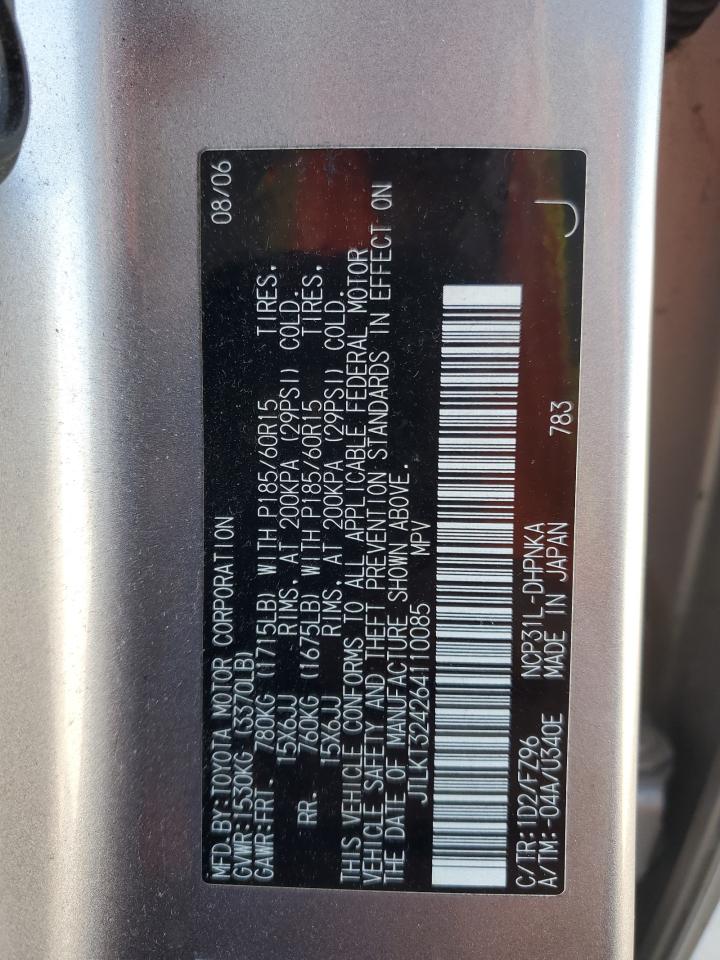 MFD.BY:TOYOTA MOTOR CORPORATION 08/06
GVWR:1530KG (3370LB)
GAWR:FRT. 780KG (1715LB) WITH P185/60R15 TIRES,
15X6JJ RIMS, AT 200KPA (29PSI) COLD.
RR. 760KG (1675LB) WITH P185/60R15 TIRES,
15X6JJ RIMS, AT 200KPA (29PSI) COLD.
THIS VEHICLE CONFORMS TO ALL APPLICABLE FEDERAL MOTOR
VEHICLE SAFETY AND THEFT PREVENTION STANDARDS IN EFFECT ON
THE DATE OF MANUFACTURE SHOWN ABOVE.
JTLKT324264110085 MPV
C/TR:1D2/FZ96 NCP31L-DHPNKA
A/TM:-04A/U340E MADE IN JAPAN 783 J